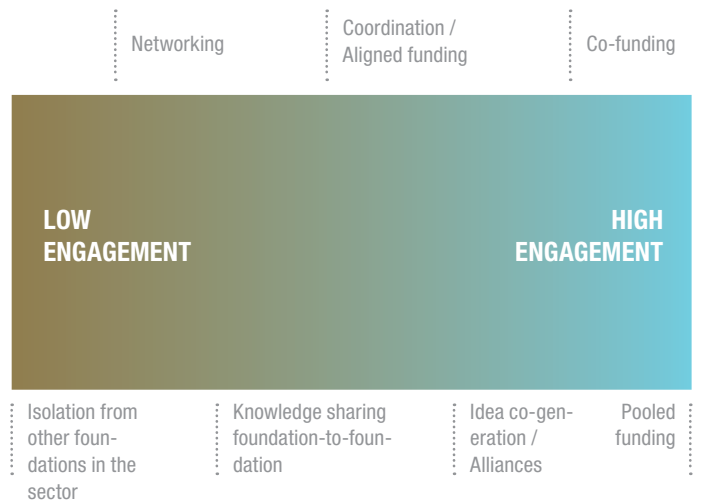 Networking
Coordination /
Aligned funding
Co-funding
LOW
ENGAGEMENT
HIGH
ENGAGEMENT
Isolation from
other foun-
dations in the
sector
Knowledge sharing
foundation-to-foun-
dation
Idea co-gen-
eration /
Alliances
Pooled
funding